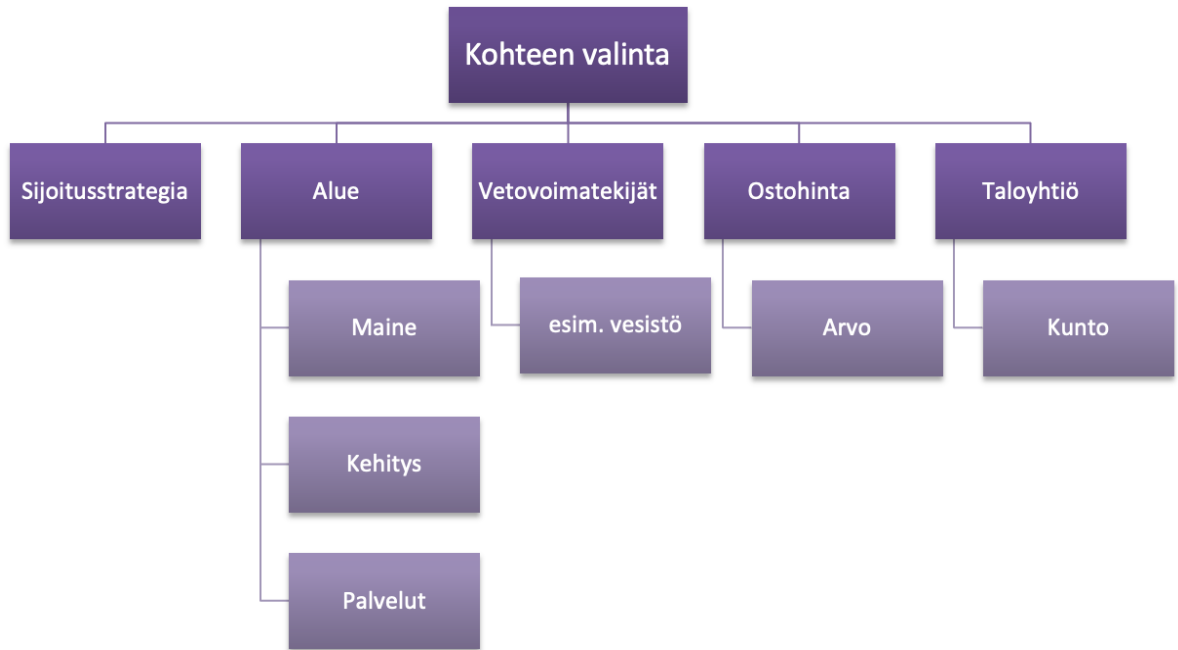 Kohteen valinta
Sijoitusstrategia
Alue
Vetovoimatekijät
Ostohinta
Taloyhtiö
Maine
esim. vesistö
Arvo
Kunto
Kehitys
Palvelut